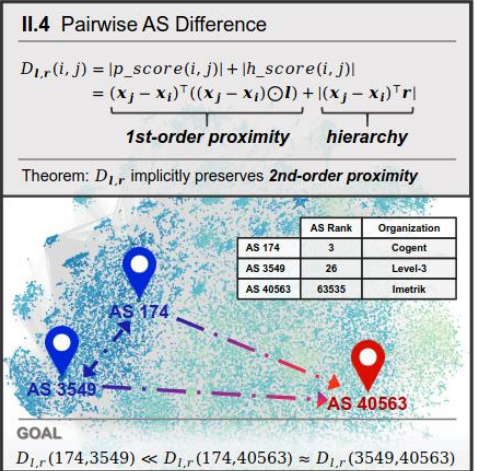 II.4 Pairwise AS Difference
D_{l,r}(i, j) = |p_score(i, j)| + |h_score(i, j)|
= (x_j − x_i)^⊤((x_j − x_i)⊙l) + |(x_j − x_i)^⊤r|
1st-order proximity hierarchy
Theorem: D_{l,r} implicitly preserves 2nd-order proximity
AS Rank Organization
AS 174 3 Cogent
AS 3549 26 Level-3
AS 40563 63535 Imetrik
AS 174
AS 3549
AS 40563
GOAL
D_{l,r}(174,3549) ≪ D_{l,r}(174,40563) ≈ D_{l,r}(3549,40563)